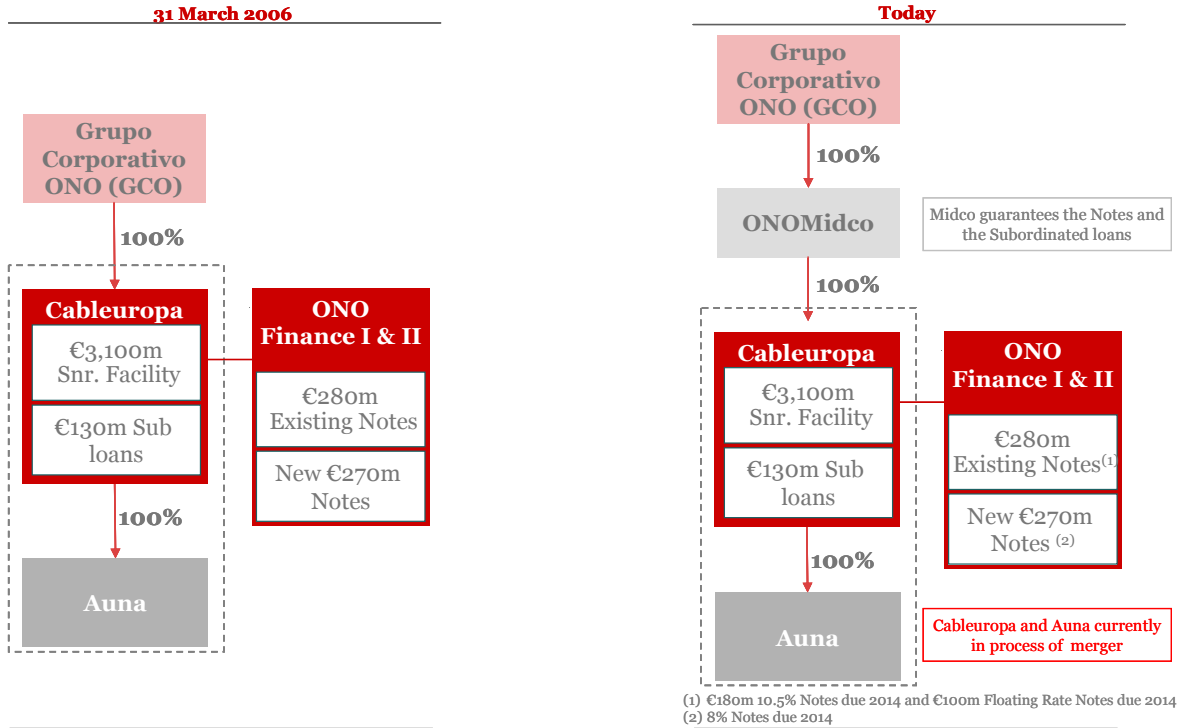 31 March 2006
Grupo
Corporativo
ONO (GCO)
100%
Cableuropa
€3,100m
Snr. Facility
€130m Sub
loans
ONO
Finance I & II
€280m
Existing Notes
New €270m
Notes
100%
Auna
Today
Grupo
Corporativo
ONO (GCO)
100%
ONOMidco
Midco guarantees the Notes and
the Subordinated loans
100%
Cableuropa
€3,100m
Snr. Facility
€130m Sub
loans
ONO
Finance I & II
€280m
Existing Notes(1)
New €270m
Notes (2)
100%
Auna
Cableuropa and Auna currently
in process of merger
(1) €180m 10.5% Notes due 2014 and €100m Floating Rate Notes due 2014
(2) 8% Notes due 2014